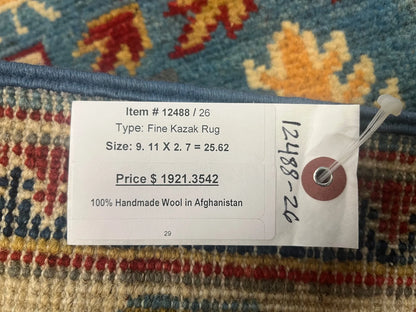 Item # 12488 / 26
Type: Fine Kazak Rug
Size: 9. 11 X 2. 7 = 25.62
Price $ 1921.3542
100% Handmade Wool in Afghanistan
29
12488-26